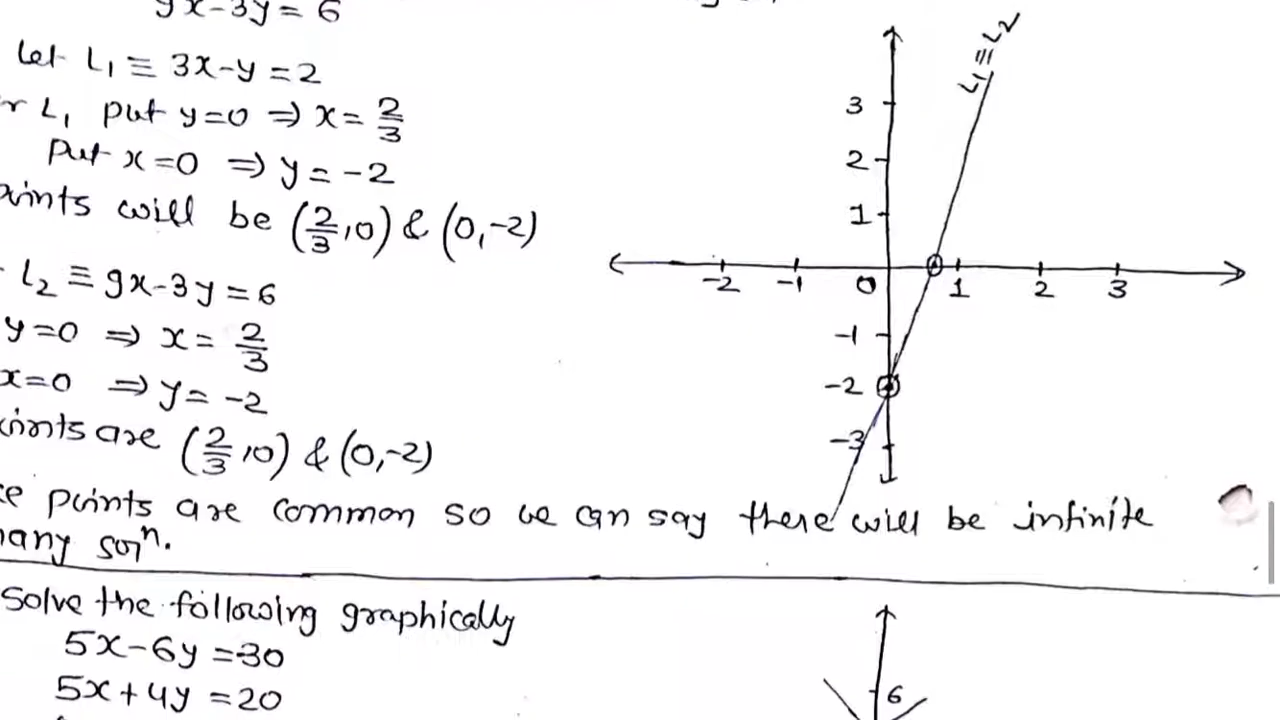 9x-3y = 6
Let L₁ ≡ 3x-y = 2
r L₁ put y=0 ⇒ x = 2/3
Put x=0 ⇒ y = -2
oints will be (2/3,0) & (0,-2)
L₂ ≡ 9x-3y = 6
y=0 ⇒ x = 2/3
x=0 ⇒ y = -2
oints are (2/3,0) & (0,-2)
ce points are common so we can say there will be infinite
many solⁿ.
L₁ ≡ L₂
3
2
1
-2 -1 0 1 2 3
-1
-2
-3
Solve the following graphically
5x-6y = 30
5x+4y = 20
6